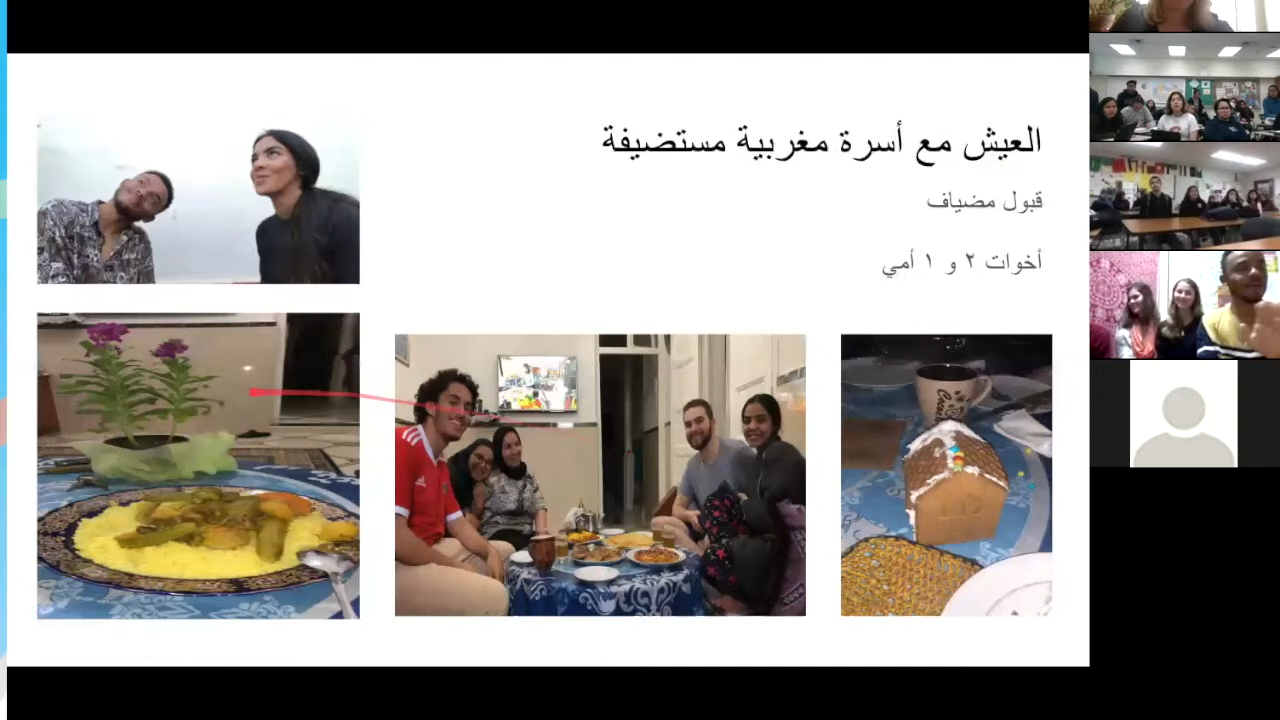 العيش مع أسرة مغربية مستضيفة
قبول مضياف
أخوات ٢ و ١ أمي